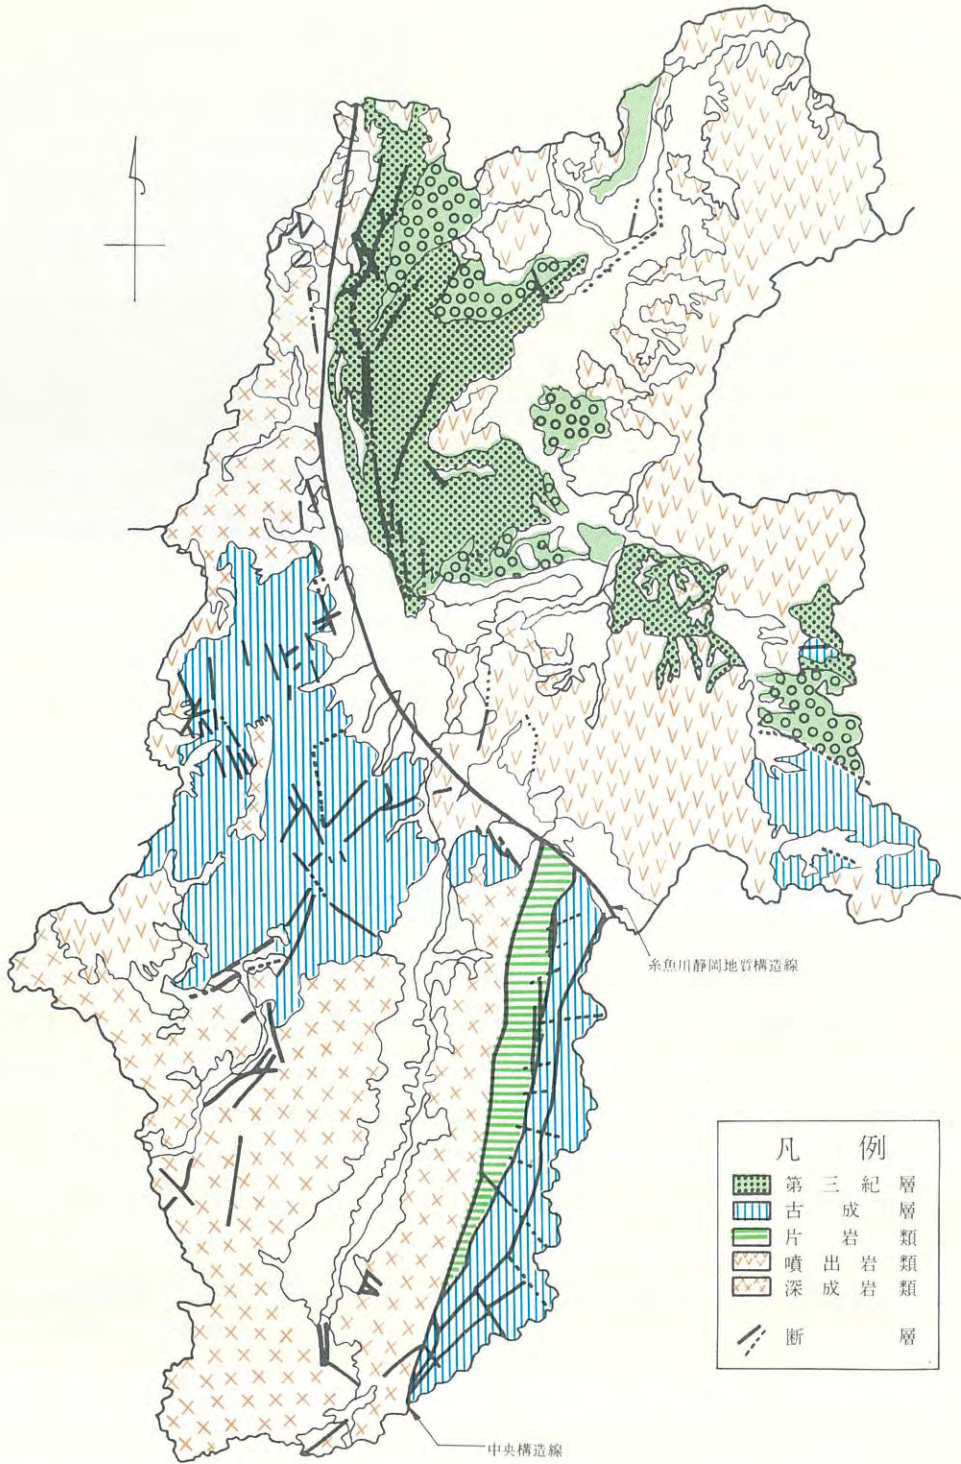 糸魚川静岡地質構造線
凡例
第三紀層
古成層
片岩類
噴出岩類
深成岩類
断層
中央構造線